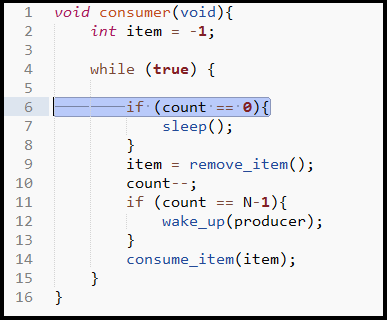 1 void consumer(void){
2     int item = -1;
3
4     while (true) {
5
6         if (count == 0){
7             sleep();
8         }
9         item = remove_item();
10         count--;
11         if (count == N-1){
12             wake_up(producer);
13         }
14         consume_item(item);
15     }
16 }